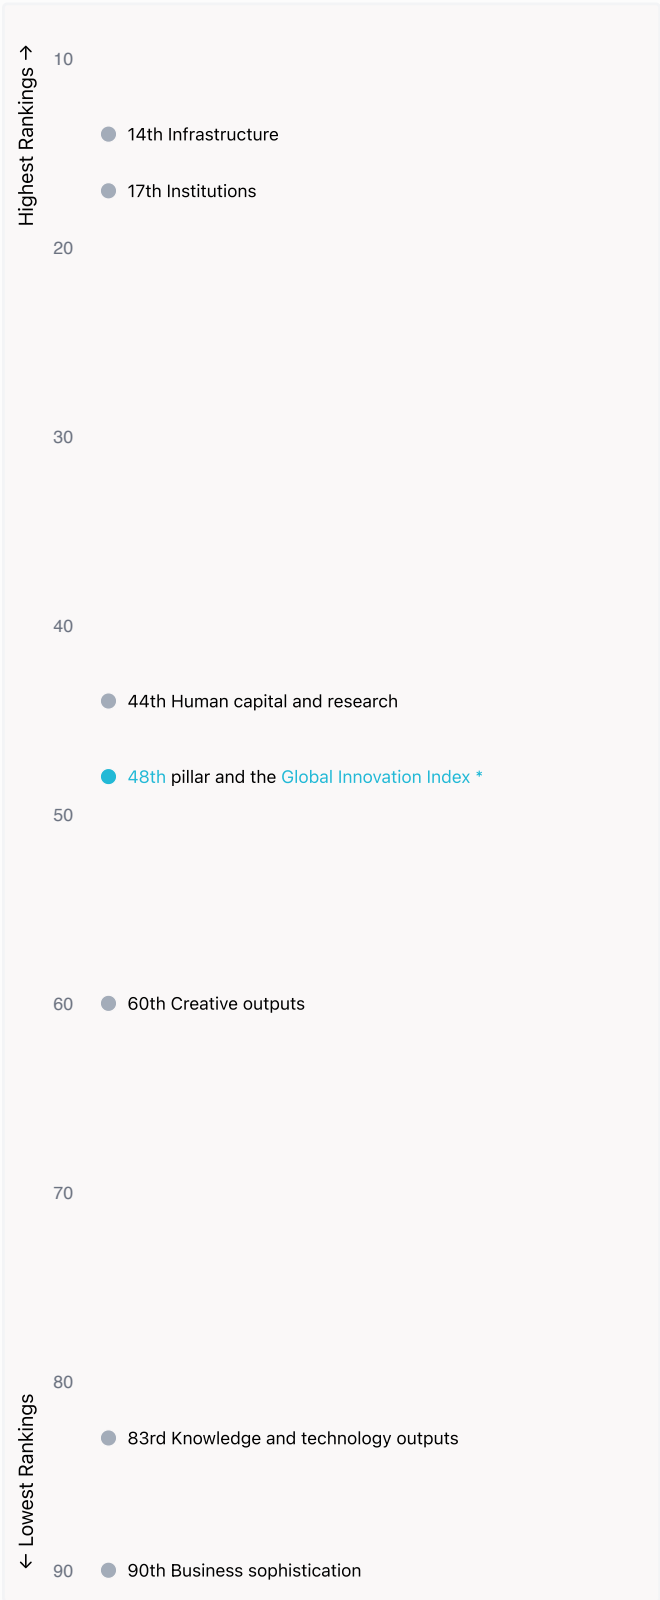 Highest Rankings →
10
14th Infrastructure
17th Institutions
20
30
40
44th Human capital and research
48th pillar and the Global Innovation Index *
50
60
60th Creative outputs
70
80
83rd Knowledge and technology outputs
← Lowest Rankings
90
90th Business sophistication